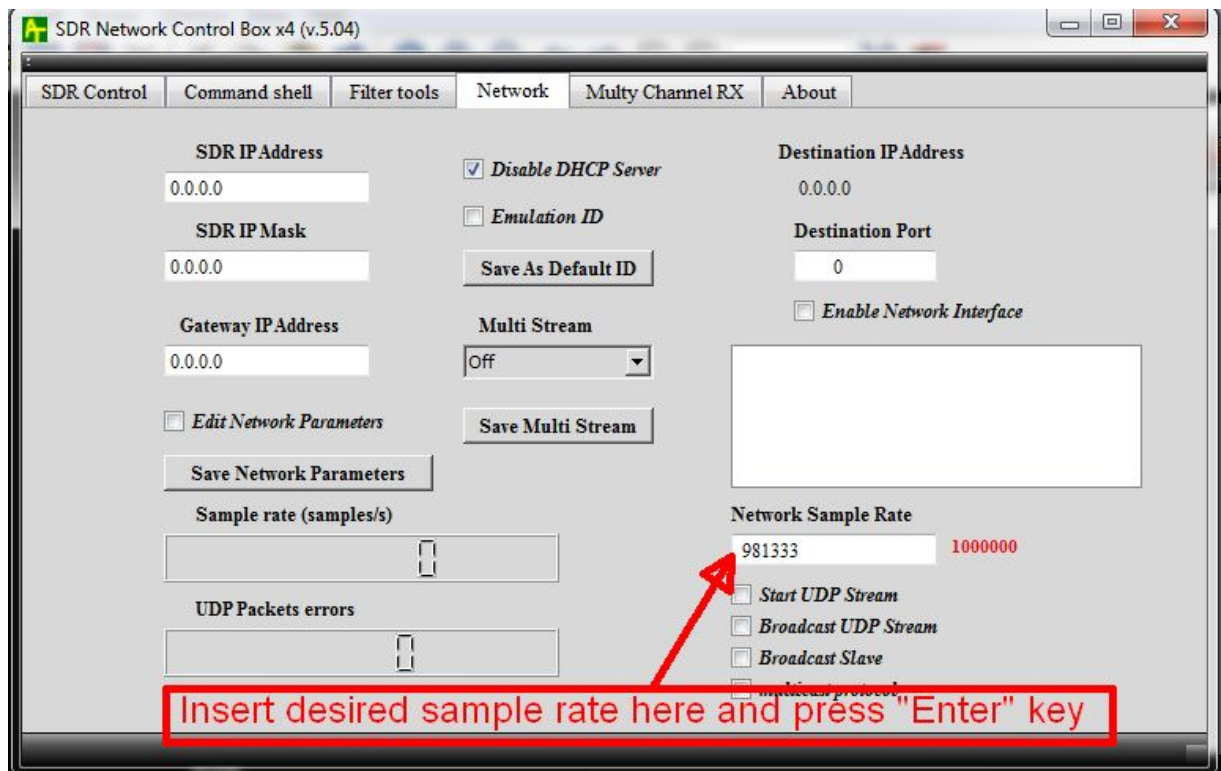 SDR Network Control Box x4 (v.5.04)
SDR Control
Command shell
Filter tools
Network
Multy Channel RX
About
SDR IP Address
0.0.0.0
SDR IP Mask
0.0.0.0
Gateway IP Address
0.0.0.0
Edit Network Parameters
Save Network Parameters
Sample rate (samples/s)
0
UDP Packets errors
0
Disable DHCP Server
Emulation ID
Save As Default ID
Multi Stream
Off
Save Multi Stream
Destination IP Address
0.0.0.0
Destination Port
0
Enable Network Interface
Network Sample Rate
981333
1000000
Start UDP Stream
Broadcast UDP Stream
Broadcast Slave
multicast protocol
Insert desired sample rate here and press "Enter" key